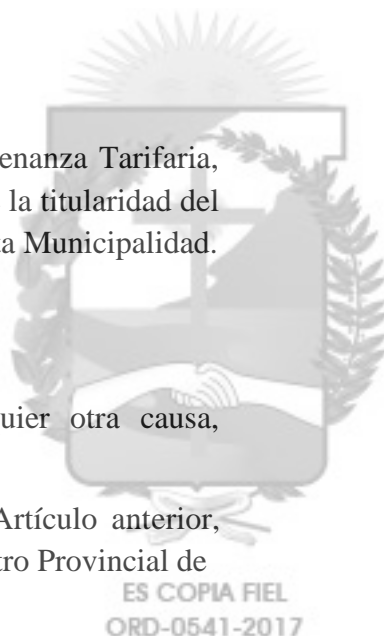 enanza Tarifaria,
la titularidad del
ta Municipalidad.
uier otra causa,
Artículo anterior,
tro Provincial de
ES COPIA FIEL
ORD-0541-2017